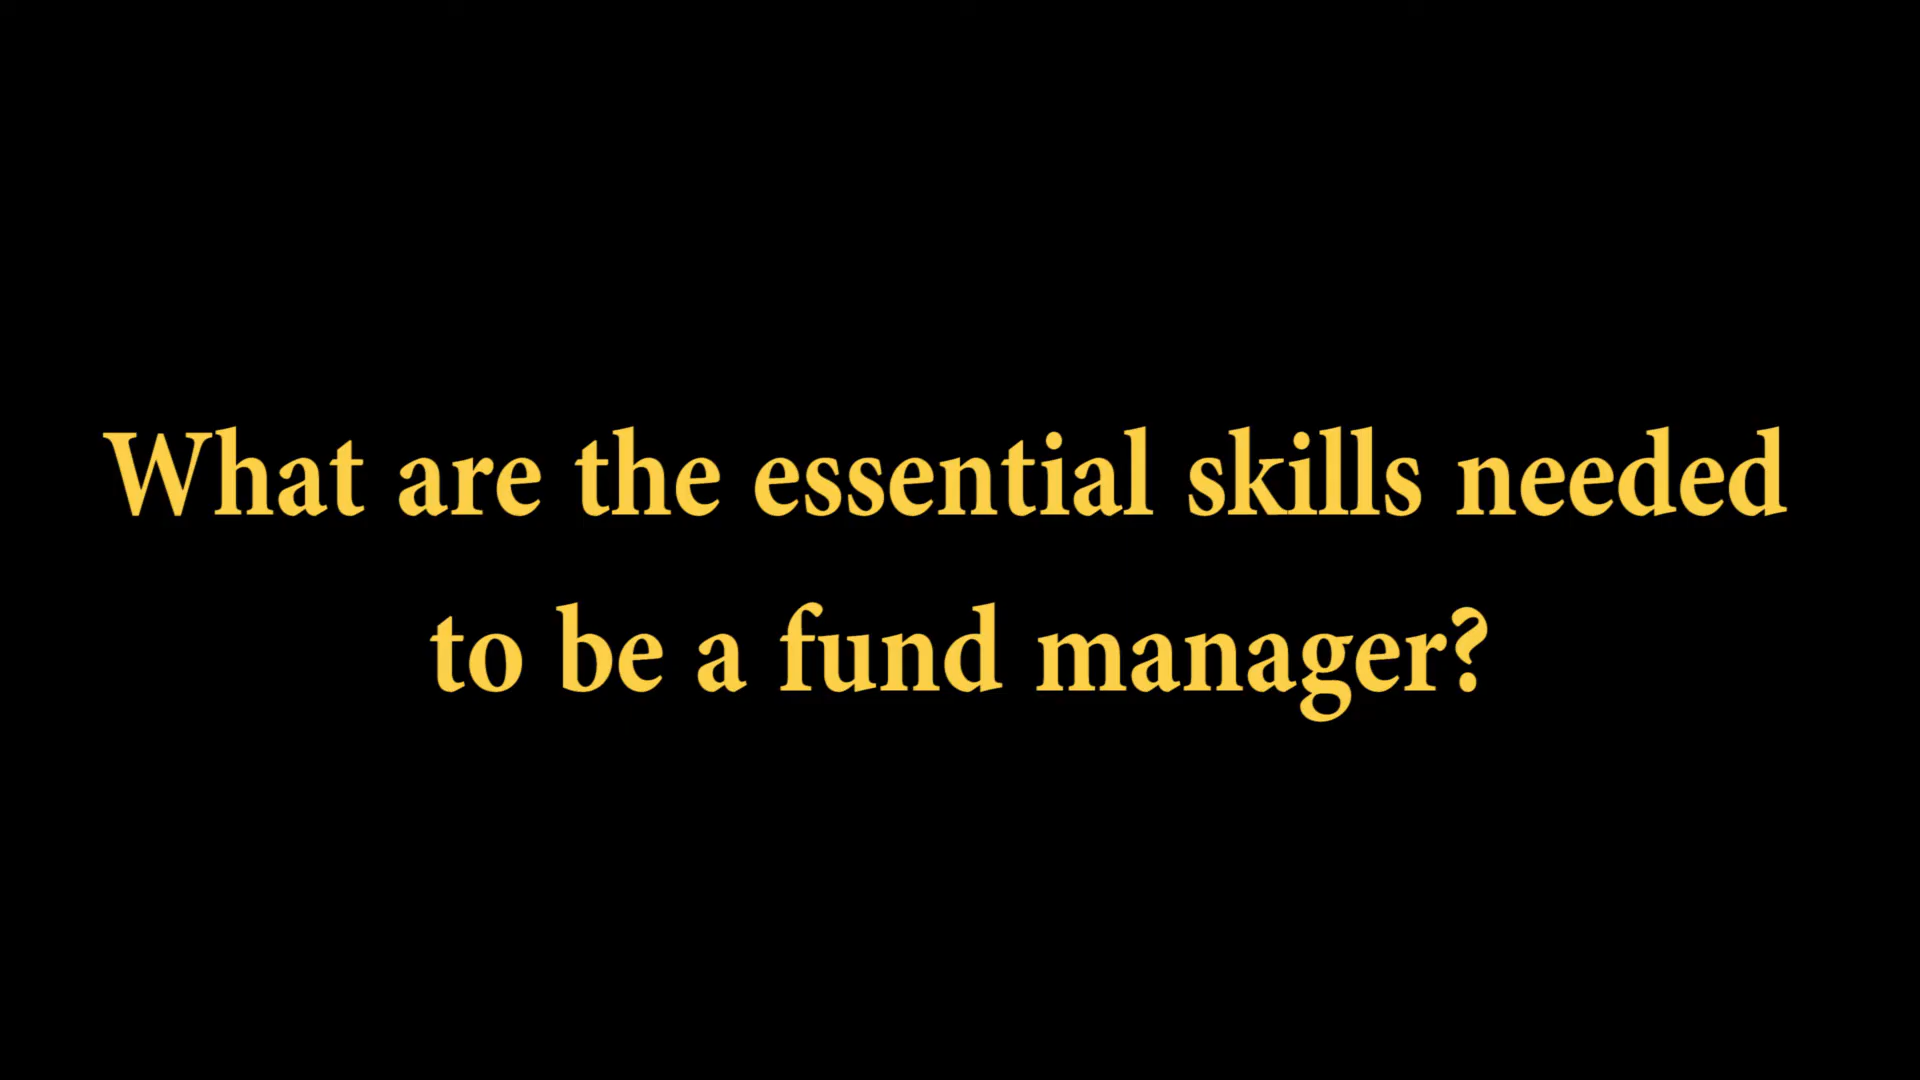 What are the essential skills needed
to be a fund manager?